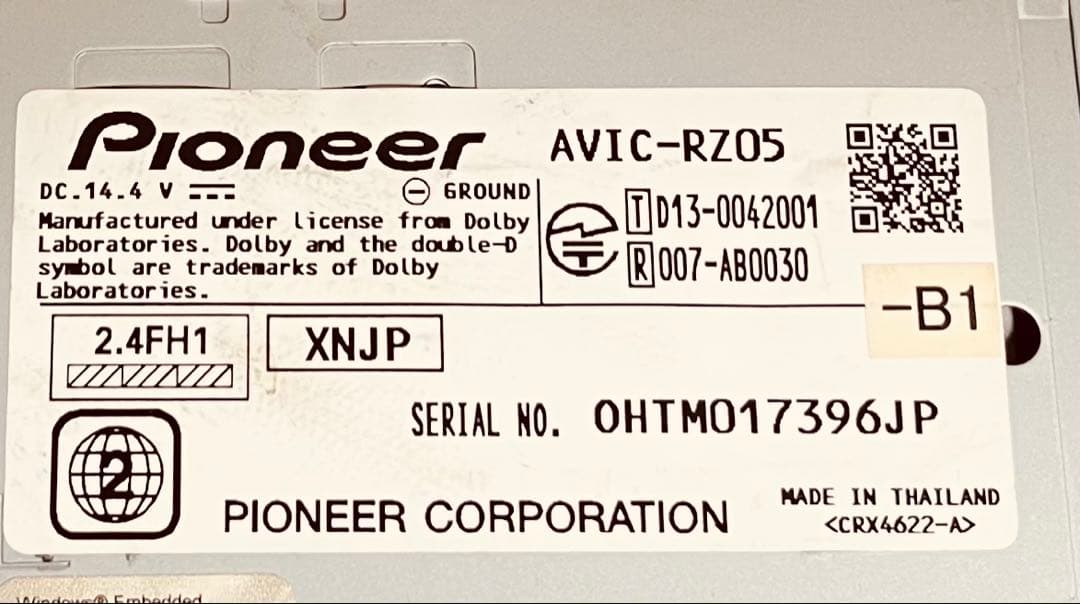 Pioneer
AVIC-RZ05
DC.14.4 V
GROUND
Manufactured under license from Dolby
Laboratories. Dolby and the double-D
symbol are trademarks of Dolby
Laboratories.
T D13-0042001
R 007-AB0030
-B1
2.4FH1
XNJP
SERIAL NO. OHTM017396JP
2
PIONEER CORPORATION
MADE IN THAILAND
<CRX4622-A>
Windows® Embedded